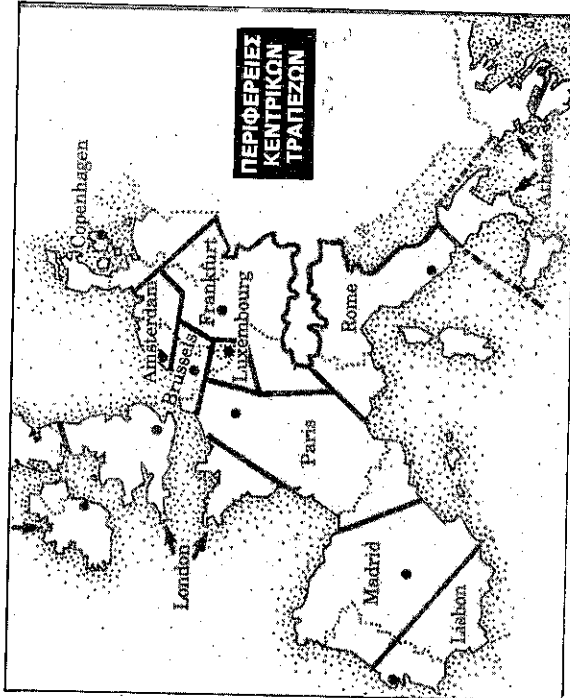 ΠΕΡΙΦΕΡΕΙΕΣ
ΚΕΝΤΡΙΚΩΝ
ΤΡΑΠΕΖΩΝ
Copenhagen
Amsterdam
Brussels
Frankfurt
Luxembourg
London
Paris
Rome
Athens
Madrid
Lisbon